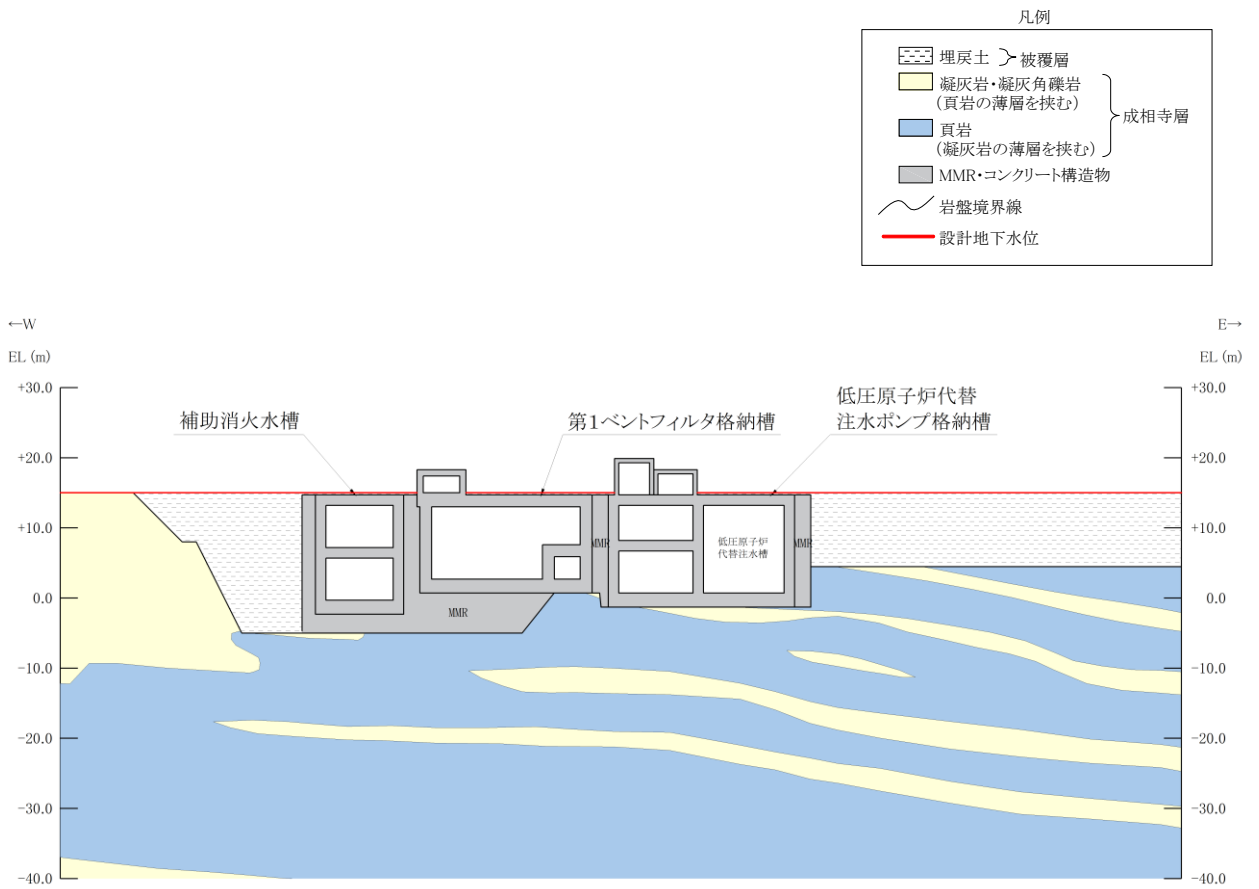 凡例
埋戻土
被覆層
凝灰岩・凝灰角礫岩
(頁岩の薄層を挟む)
成相寺層
頁岩
(凝灰岩の薄層を挟む)
MMR・コンクリート構造物
岩盤境界線
設計地下水位
←W
E→
EL (m)
EL (m)
+30.0
+30.0
低圧原子炉代替
注水ポンプ格納槽
補助消火水槽
第1ベントフィルタ格納槽
+20.0
+20.0
+10.0
+10.0
MMR
低圧原子炉
代替注水槽
MMR
0.0
0.0
MMR
-10.0
-10.0
-20.0
-20.0
-30.0
-30.0
-40.0
-40.0